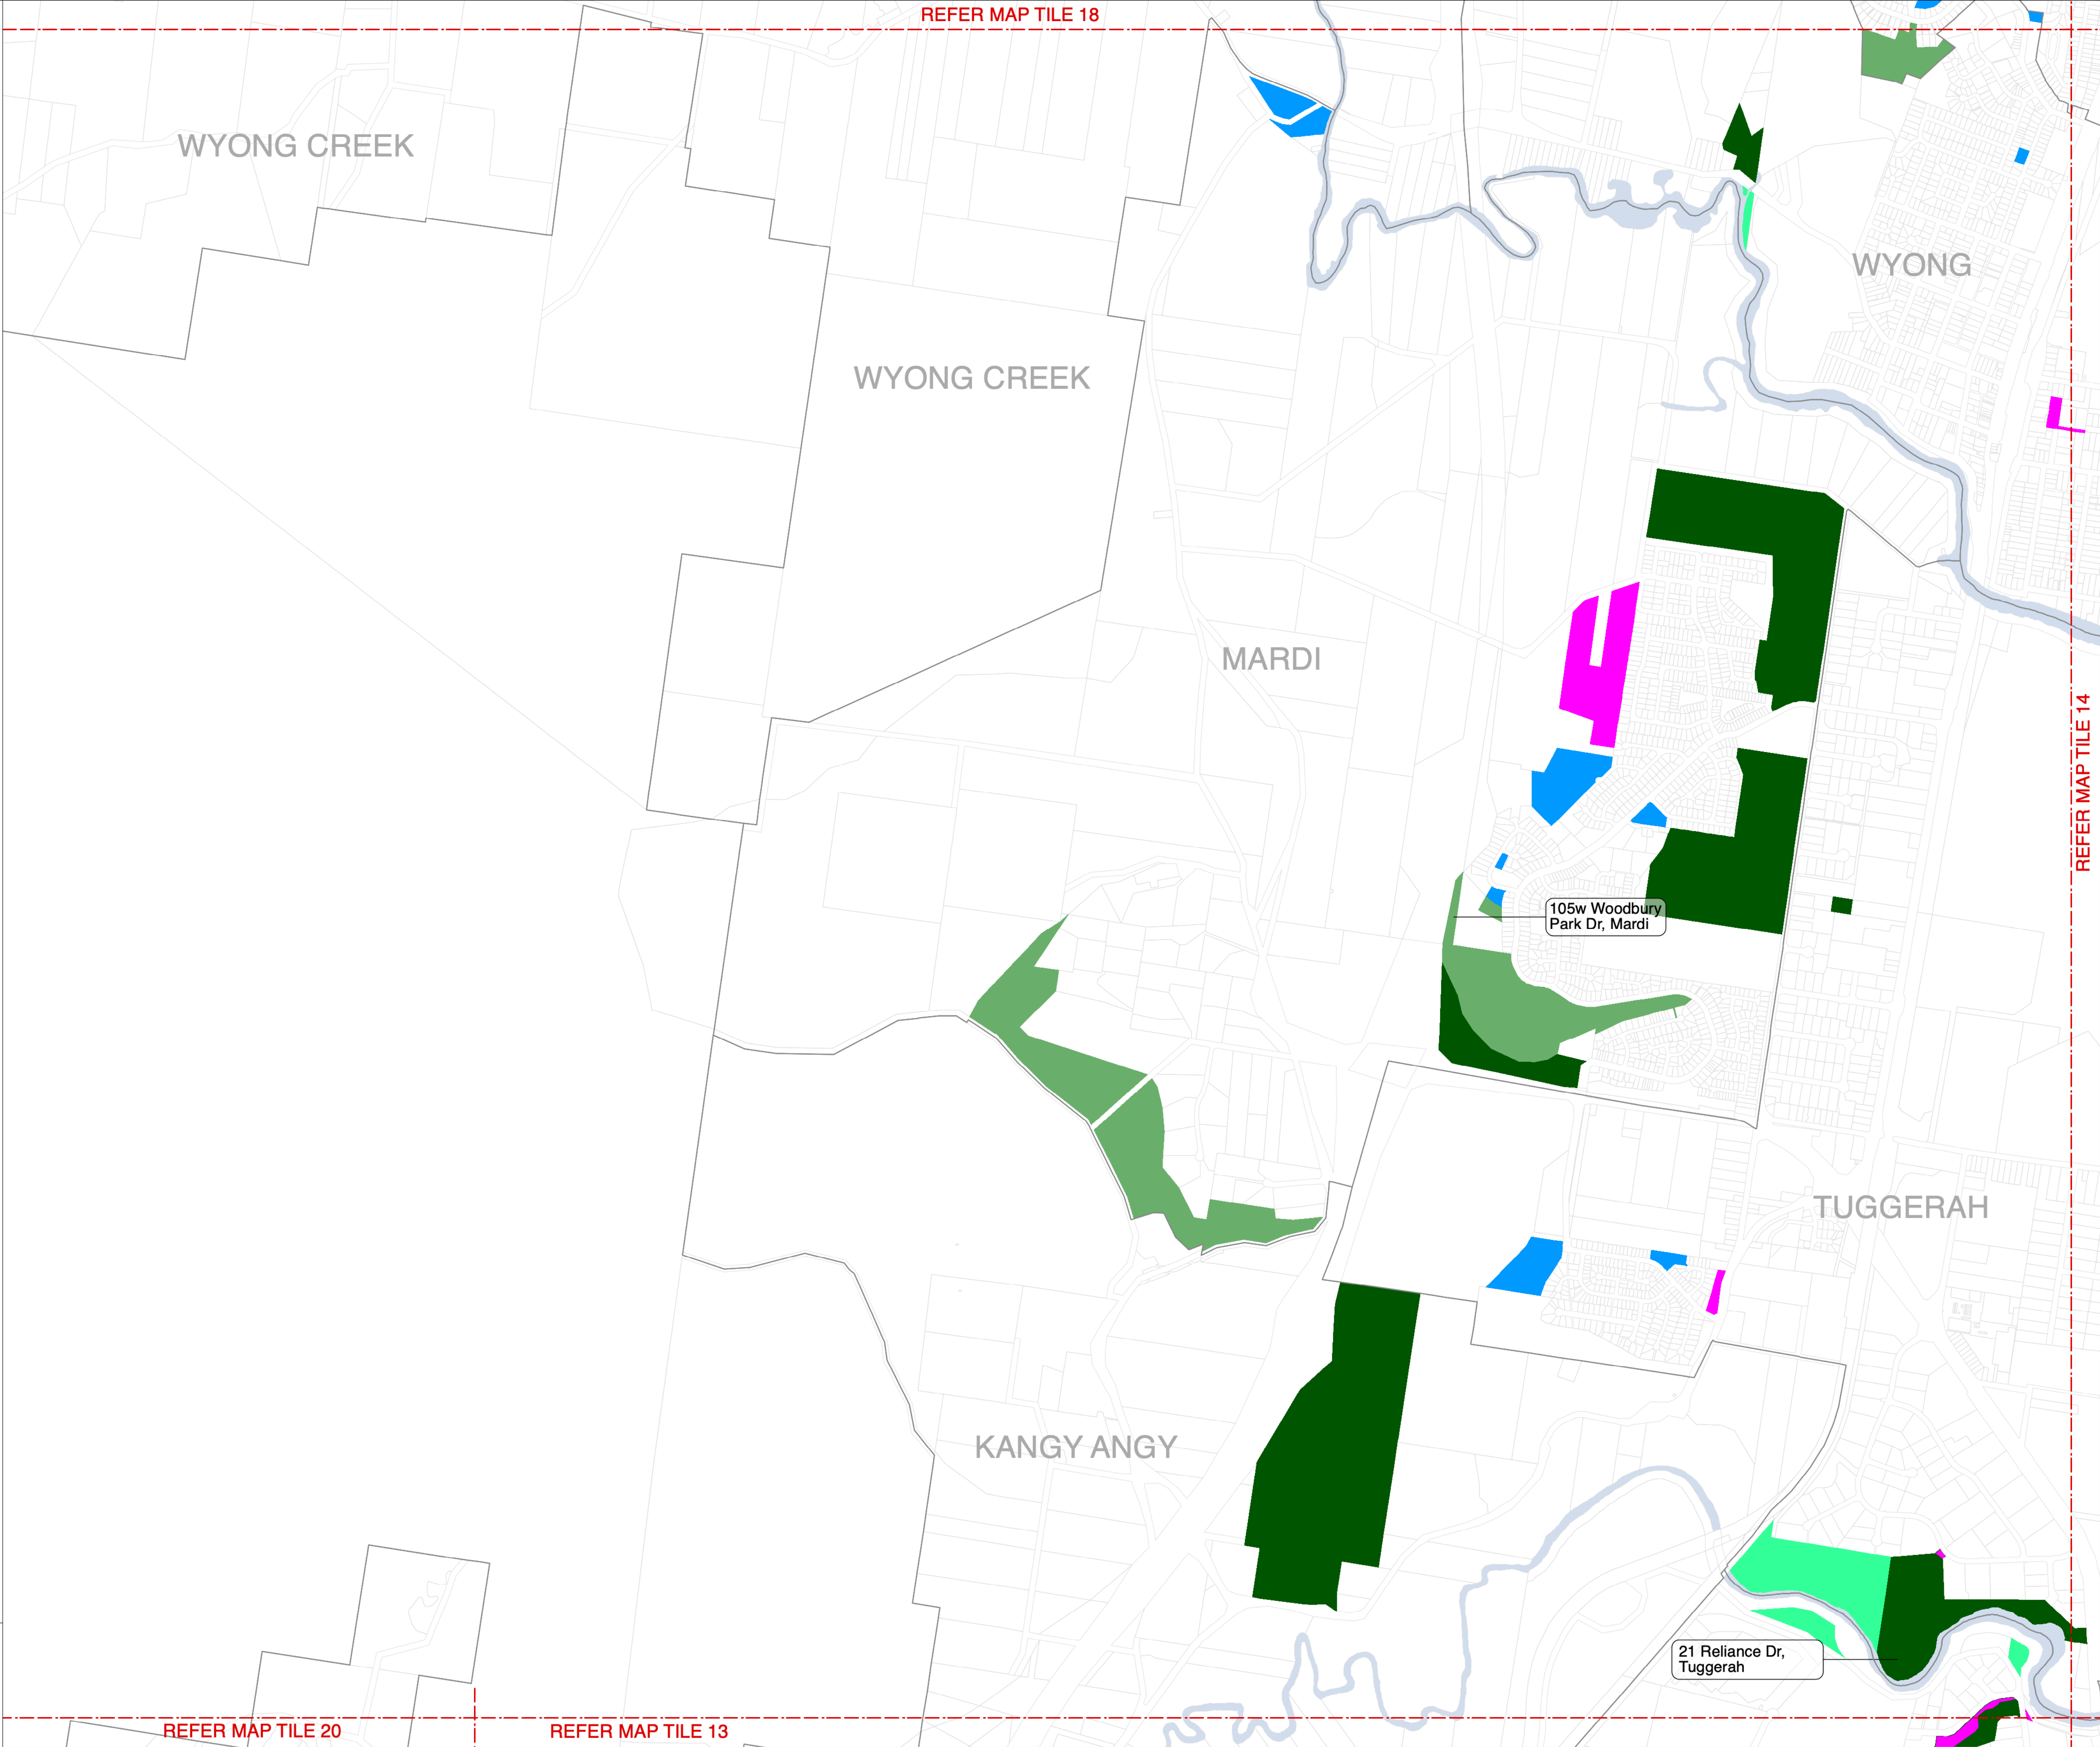 REFER MAP TILE 18
WYONG CREEK
WYONG
WYONG CREEK
MARDI
REFER MAP TILE 14
105w Woodbury
Park Dr, Mardi
TUGGERAH
KANGY ANGY
21 Reliance Dr,
Tuggerah
REFER MAP TILE 20
REFER MAP TILE 13